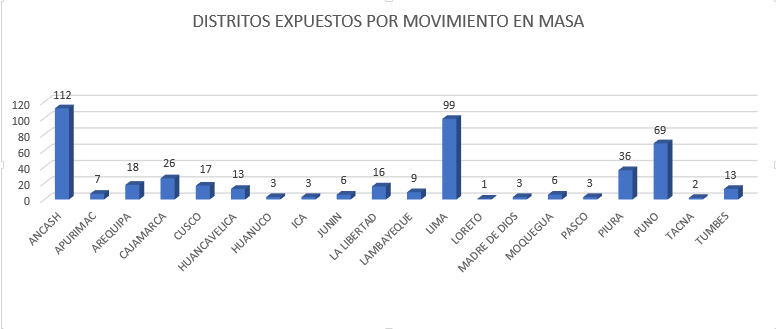 DISTRITOS EXPUESTOS POR MOVIMIENTO EN MASA
120
100
80
60
40
20
0
112
7
18
26
17
13
3
3
6
16
9
99
1
3
6
3
36
69
2
13
ANCASH
APURIMAC
AREQUIPA
CAJAMARCA
CUSCO
HUANCAVELICA
HUANUCO
ICA
JUNIN
LA LIBERTAD
LAMBAYEQUE
LIMA
LORETO
MADRE DE DIOS
MOQUEGUA
PASCO
PIURA
PUNO
TACNA
TUMBES